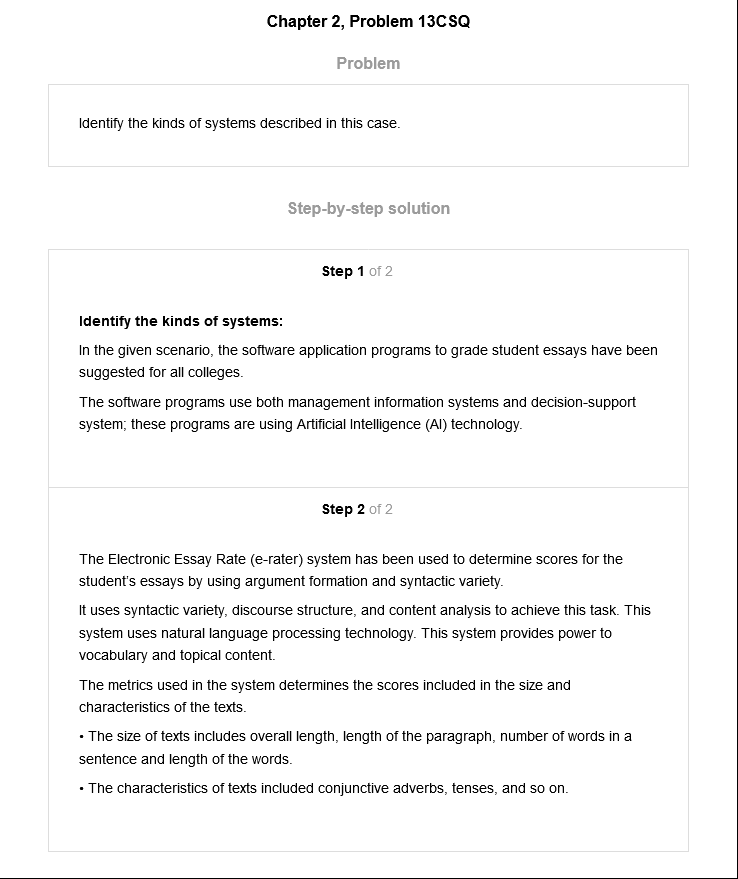 Chapter 2, Problem 13CSQ
Problem
Identify the kinds of systems described in this case.
Step-by-step solution
Step 1 of 2
Identify the kinds of systems:
In the given scenario, the software application programs to grade student essays have been
suggested for all colleges.
The software programs use both management information systems and decision-support
system; these programs are using Artificial Intelligence (AI) technology.
Step 2 of 2
The Electronic Essay Rate (e-rater) system has been used to determine scores for the
student's essays by using argument formation and syntactic variety.
It uses syntactic variety, discourse structure, and content analysis to achieve this task. This
system uses natural language processing technology. This system provides power to
vocabulary and topical content.
The metrics used in the system determines the scores included in the size and
characteristics of the texts.
• The size of texts includes overall length, length of the paragraph, number of words in a
sentence and length of the words.
• The characteristics of texts included conjunctive adverbs, tenses, and so on.